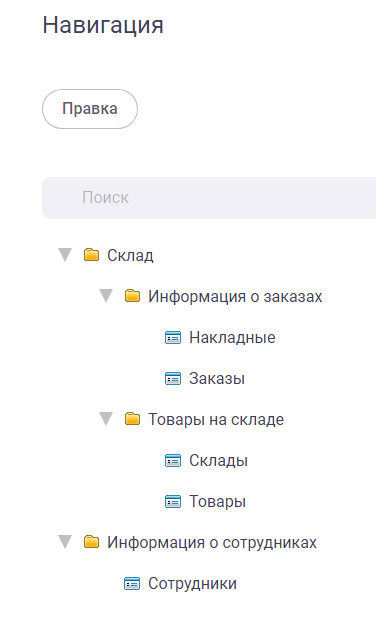 Навигация
Правка
Поиск
Склад
Информация о заказах
Накладные
Заказы
Товары на складе
Склады
Товары
Информация о сотрудниках
Сотрудники